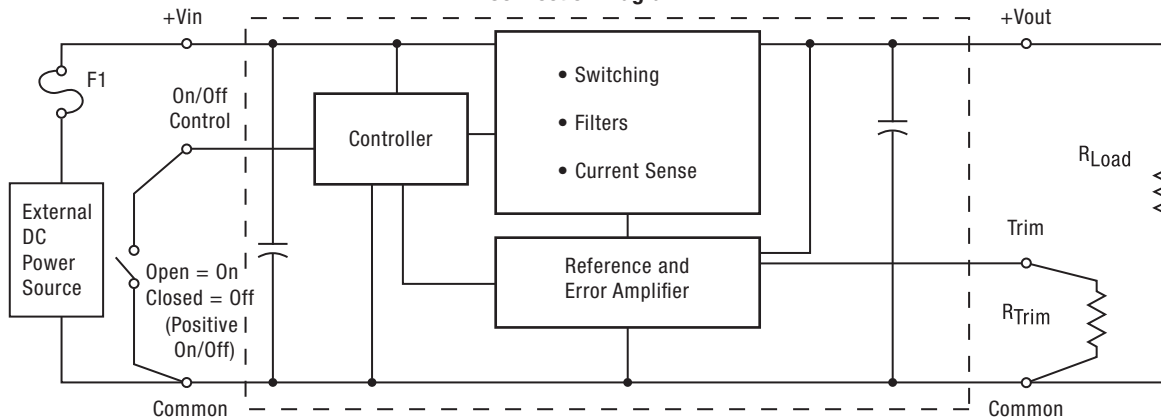 +Vin
+Vout
F1
On/Off
Control
Controller
• Switching
• Filters
• Current Sense
RLoad
External
DC
Power
Source
Open = On
Closed = Off
(Positive
On/Off)
Reference and
Error Amplifier
Trim
RTrim
Common
Common